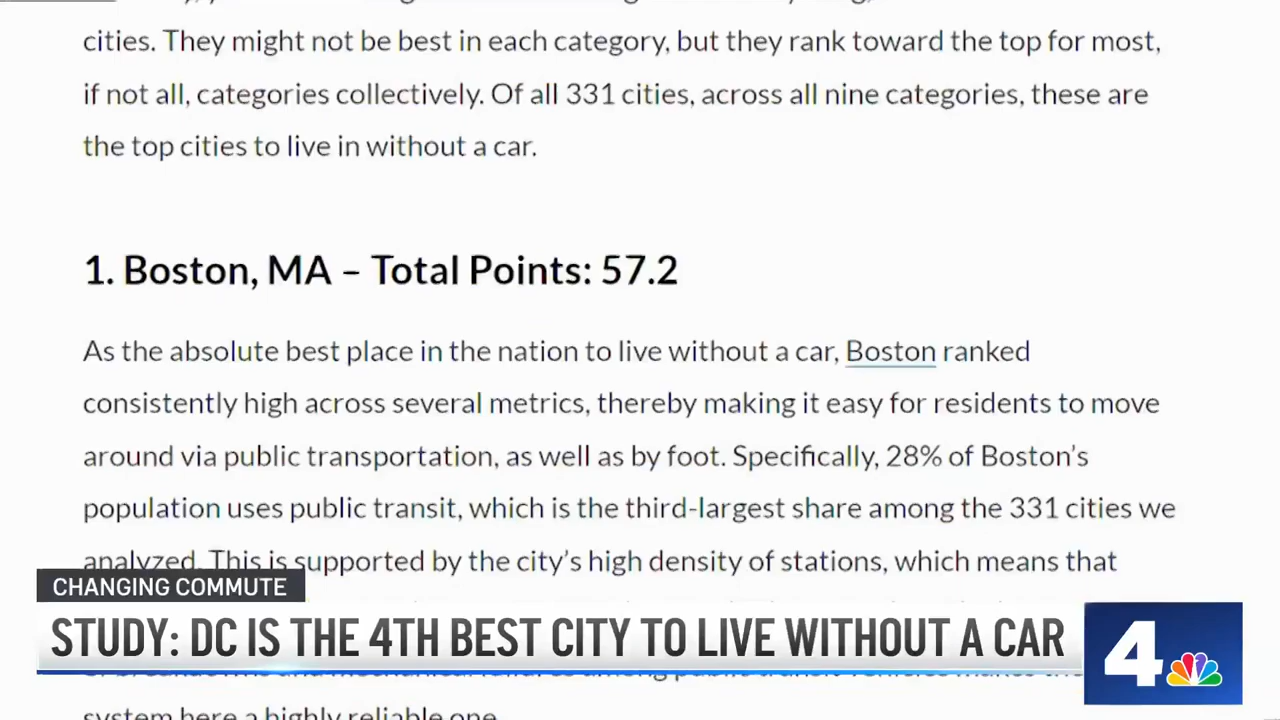 cities. They might not be best in each category, but they rank toward the top for most,
if not all, categories collectively. Of all 331 cities, across all nine categories, these are
the top cities to live in without a car.
1. Boston, MA – Total Points: 57.2
As the absolute best place in the nation to live without a car, Boston ranked
consistently high across several metrics, thereby making it easy for residents to move
around via public transportation, as well as by foot. Specifically, 28% of Boston's
population uses public transit, which is the third-largest share among the 331 cities we
analyzed. This is supported by the city's high density of stations, which means that
CHANGING COMMUTE
STUDY: DC IS THE 4TH BEST CITY TO LIVE WITHOUT A CAR
4
system here a highly reliable one.